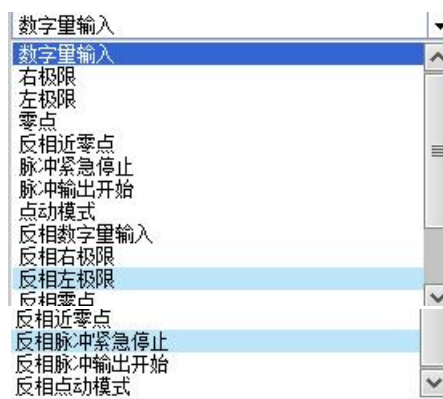 数字量输入
数字量输入
右极限
左极限
零点
反相近零点
脉冲紧急停止
脉冲输出开始
点动模式
反相数字量输入
反相右极限
反相左极限
反相零点
反相近零点
反相脉冲紧急停止
反相脉冲输出开始
反相点动模式